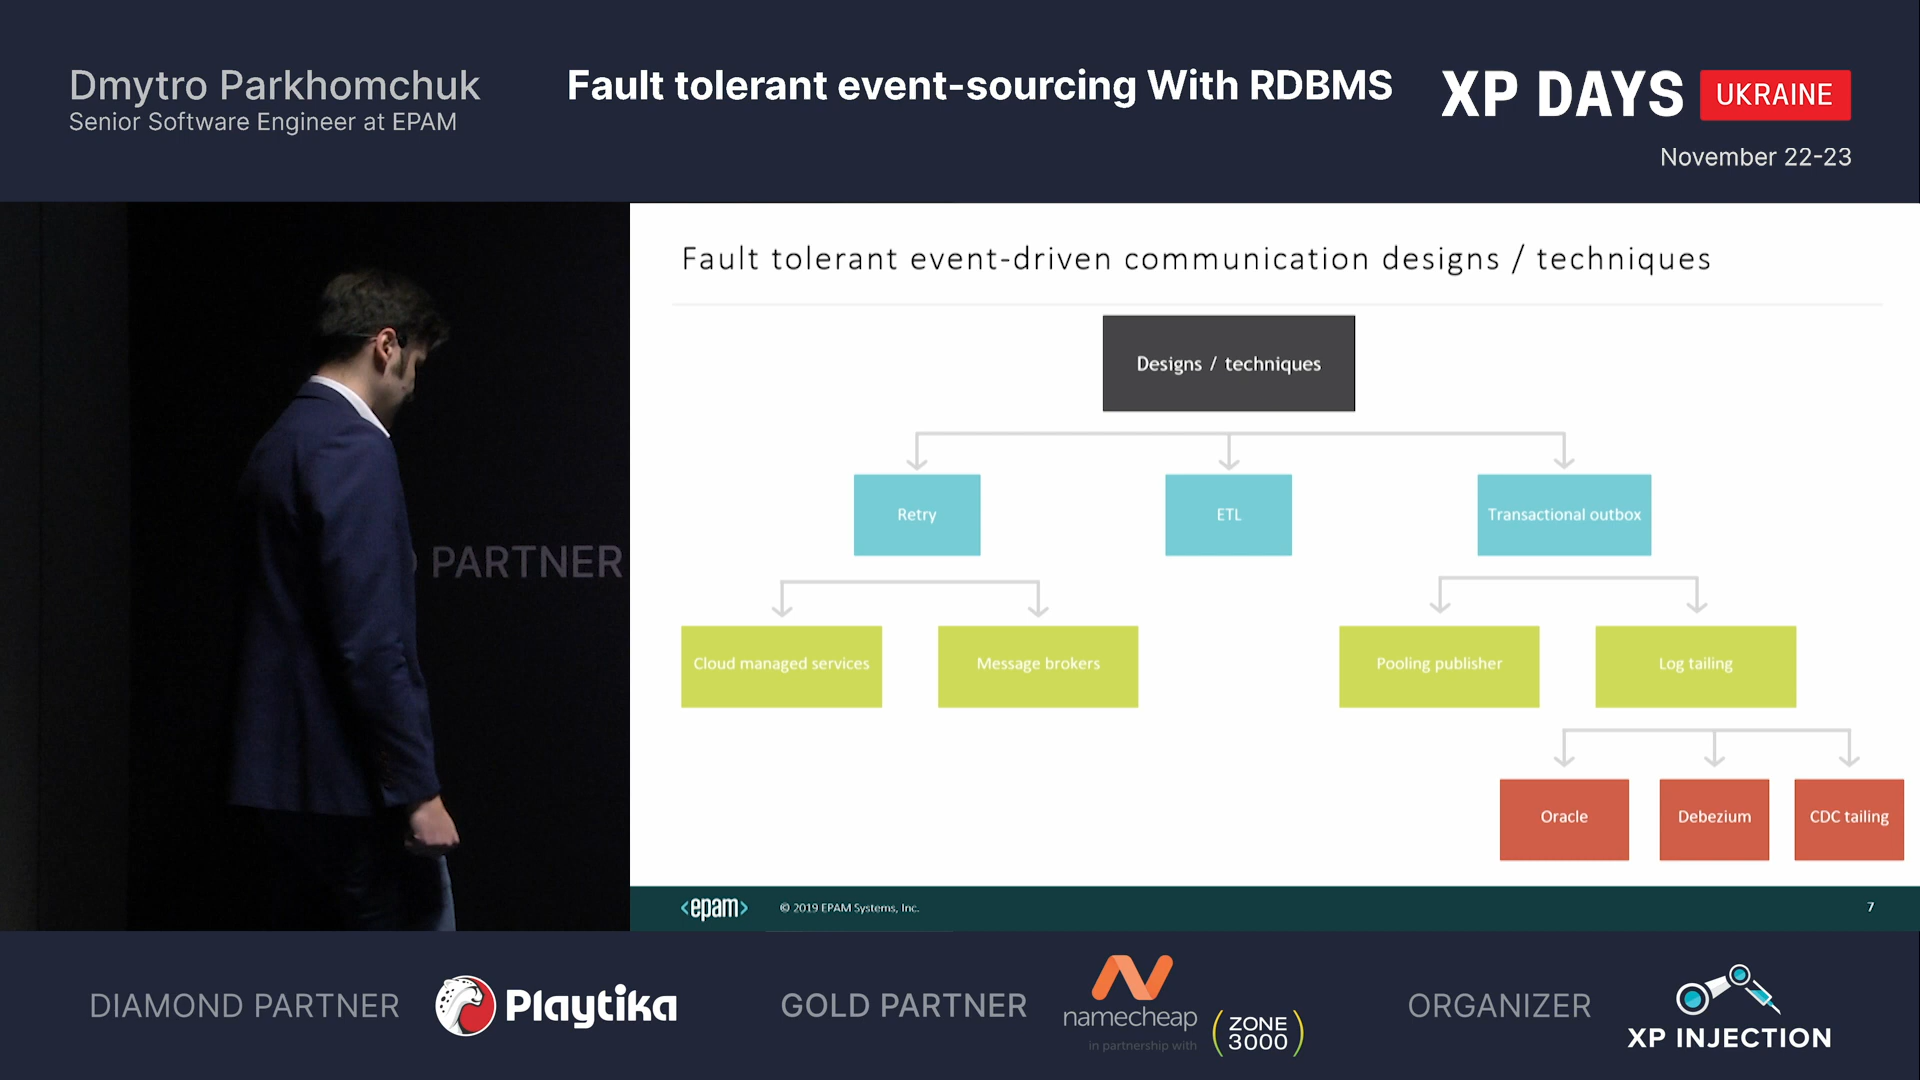 Dmytro Parkhomchuk
Senior Software Engineer at EPAM
Fault tolerant event-sourcing With RDBMS
XP DAYS UKRAINE
November 22-23
PARTNER
Fault tolerant event-driven communication designs / techniques
Designs / techniques
Retry
ETL
Transactional outbox
Cloud managed services
Message brokers
Pooling publisher
Log tailing
Oracle
Debezium
CDC tailing
<epam>
© 2019 EPAM Systems, Inc.
7
DIAMOND PARTNER
Playtika
GOLD PARTNER
namecheap
in partnership with
ZONE
3000
ORGANIZER
XP INJECTION